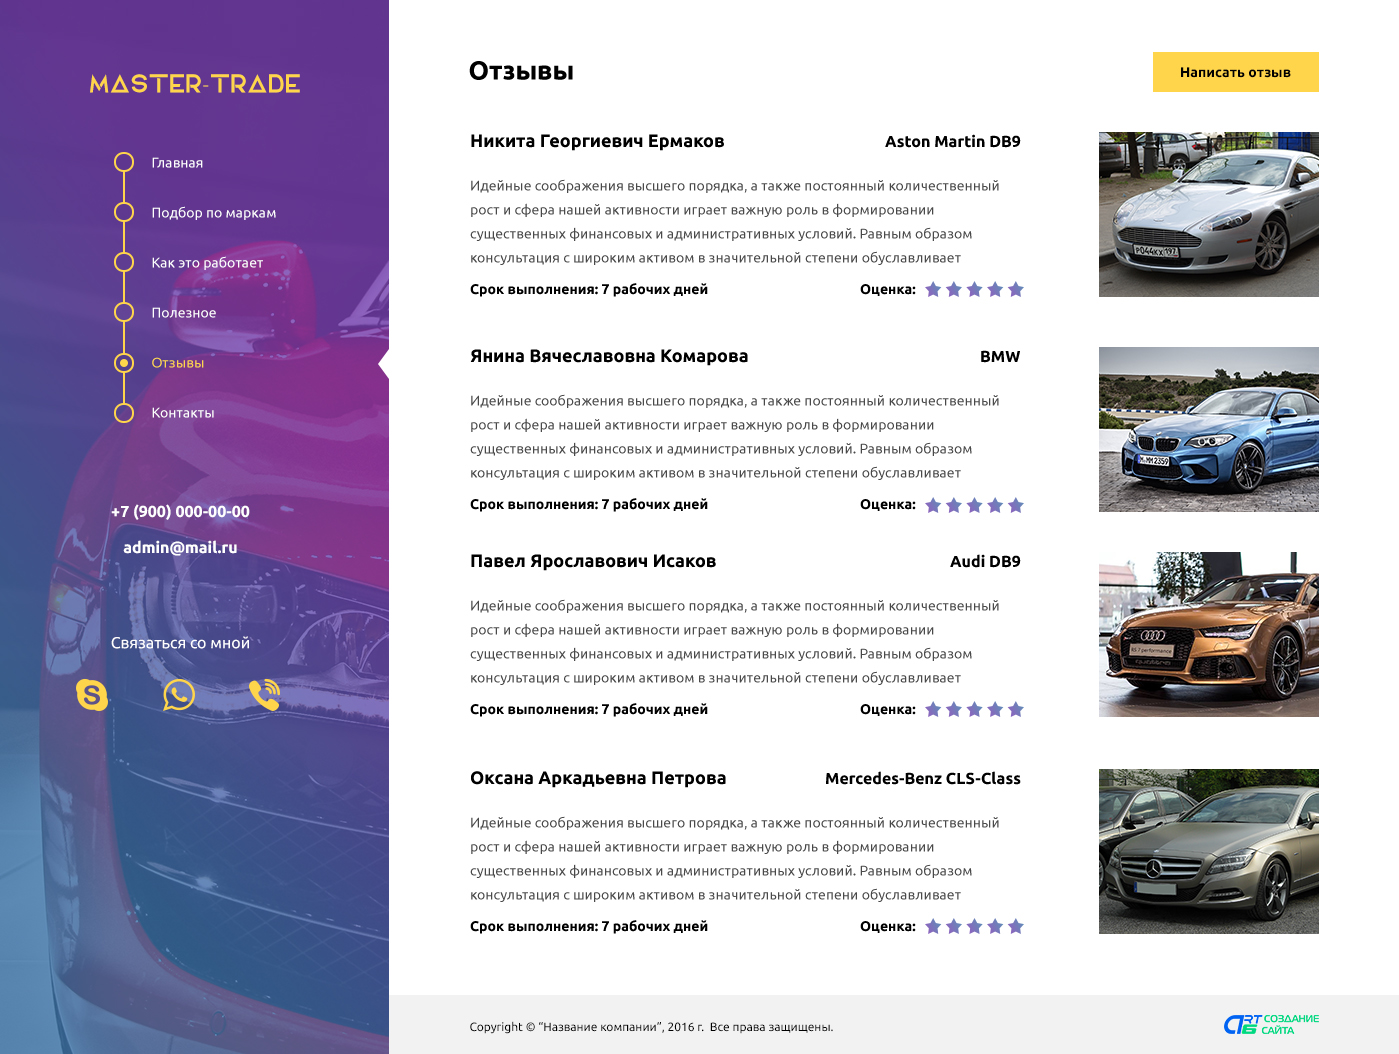 MASTER-TRADE
Главная
Подбор по маркам
Как это работает
Полезное
Отзывы
Контакты
+7 (900) 000-00-00
admin@mail.ru
Связаться со мной
Отзывы
Написать отзыв
Никита Георгиевич Ермаков
Aston Martin DB9
Идейные соображения высшего порядка, а также постоянный количественный
рост и сфера нашей активности играет важную роль в формировании
существенных финансовых и административных условий. Равным образом
консультация с широким активом в значительной степени обуславливает
Срок выполнения: 7 рабочих дней
Оценка:
Р044КХ 197
Янина Вячеславовна Комарова
BMW
Идейные соображения высшего порядка, а также постоянный количественный
рост и сфера нашей активности играет важную роль в формировании
существенных финансовых и административных условий. Равным образом
консультация с широким активом в значительной степени обуславливает
Срок выполнения: 7 рабочих дней
Оценка:
M·MM 2359
Павел Ярославович Исаков
Audi DB9
Идейные соображения высшего порядка, а также постоянный количественный
рост и сфера нашей активности играет важную роль в формировании
существенных финансовых и административных условий. Равным образом
консультация с широким активом в значительной степени обуславливает
Срок выполнения: 7 рабочих дней
Оценка:
RS 7 performance
quattro
Оксана Аркадьевна Петрова
Mercedes-Benz CLS-Class
Идейные соображения высшего порядка, а также постоянный количественный
рост и сфера нашей активности играет важную роль в формировании
существенных финансовых и административных условий. Равным образом
консультация с широким активом в значительной степени обуславливает
Срок выполнения: 7 рабочих дней
Оценка:
Copyright © “Название компании”, 2016 г. Все права защищены.
ART6 СОЗДАНИЕ
САЙТА